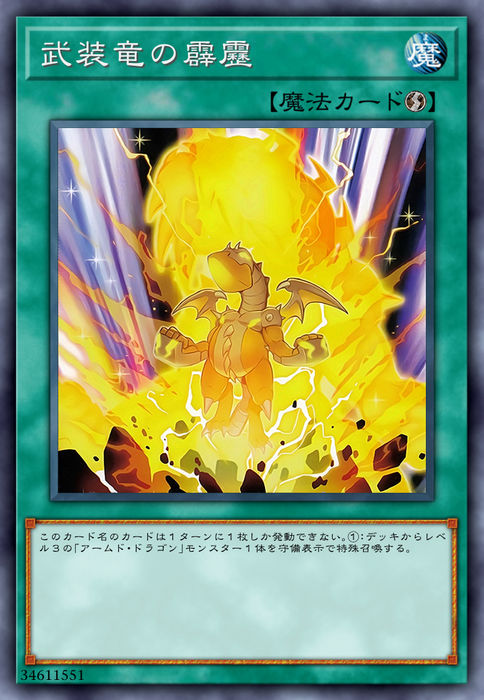 武装竜の霹靂
魔
【魔法カード】
このカード名のカードは1ターンに1枚しか発動できない。①:デッキからレベ
ル3の「アームド・ドラゴン」モンスター1体を守備表示で特殊召喚する。
34611551